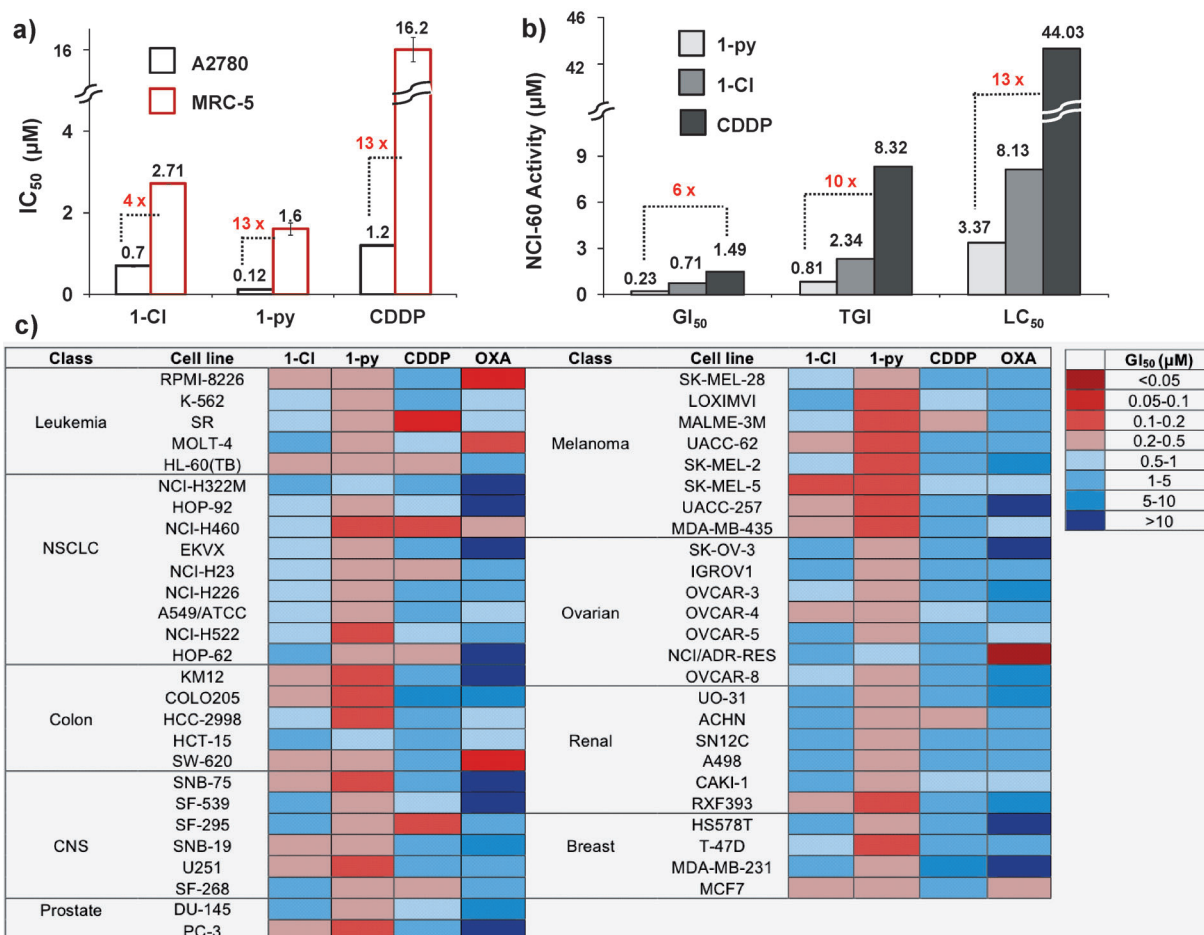 a)
IC50 (µM)
16
4
2
0
A2780
MRC-5
4 x
0.7
2.71
13 x
0.12
1.6
13 x
1.2
16.2
1-Cl
1-py
CDDP
b)
NCI-60 Activity (µM)
46
42
9
6
3
0
1-py
1-Cl
CDDP
6 x
0.23
0.71
1.49
10 x
0.81
2.34
8.32
13 x
3.37
8.13
44.03
GI50
TGI
LC50
c)
Class Cell line 1-Cl 1-py CDDP OXA
Leukemia
RPMI-8226
K-562
SR
MOLT-4
HL-60(TB)
NSCLC
NCI-H322M
HOP-92
NCI-H460
EKVX
NCI-H23
NCI-H226
A549/ATCC
NCI-H522
HOP-62
Colon
KM12
COLO205
HCC-2998
HCT-15
SW-620
CNS
SNB-75
SF-539
SF-295
SNB-19
U251
SF-268
Prostate
DU-145
PC-3
Class Cell line 1-Cl 1-py CDDP OXA
Melanoma
SK-MEL-28
LOXIMVI
MALME-3M
UACC-62
SK-MEL-2
SK-MEL-5
UACC-257
MDA-MB-435
Ovarian
SK-OV-3
IGROV1
OVCAR-3
OVCAR-4
OVCAR-5
NCI/ADR-RES
OVCAR-8
Renal
UO-31
ACHN
SN12C
A498
CAKI-1
RXF393
Breast
HS578T
T-47D
MDA-MB-231
MCF7
GI50 (µM)
<0.05
0.05-0.1
0.1-0.2
0.2-0.5
0.5-1
1-5
5-10
>10